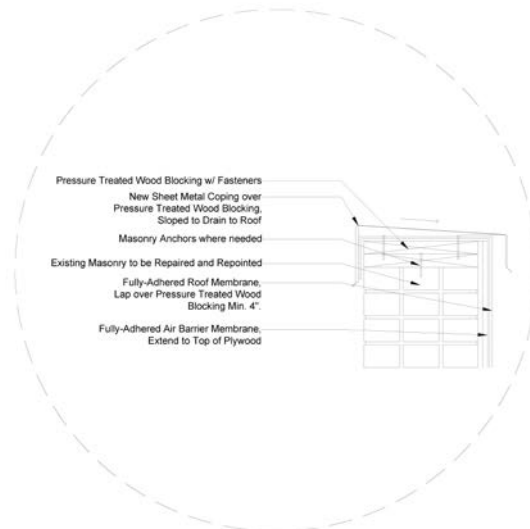 Pressure Treated Wood Blocking w/ Fasteners
New Sheet Metal Coping over
Pressure Treated Wood Blocking,
Sloped to Drain to Roof
Masonry Anchors where needed
Existing Masonry to be Repaired and Repointed
Fully-Adhered Roof Membrane,
Lap over Pressure Treated Wood
Blocking Min. 4".
Fully-Adhered Air Barrier Membrane,
Extend to Top of Plywood